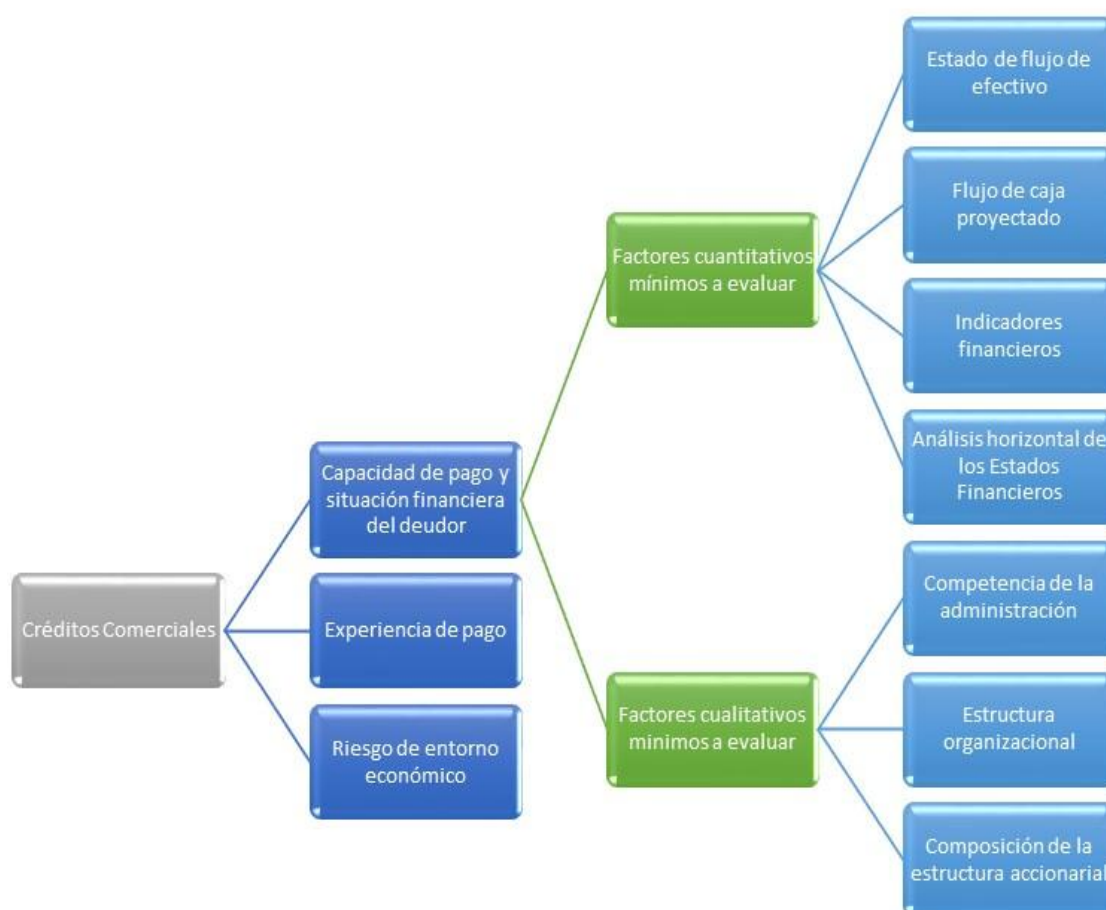 Créditos Comerciales
Capacidad de pago y
situación financiera
del deudor
Experiencia de pago
Riesgo de entorno
económico
Factores cuantitativos
mínimos a evaluar
Factores cualitativos
minimos a evaluar
Estado de flujo de
efectivo
Flujo de caja
proyectado
Indicadores
financieros
Análisis horizontal de
los Estados
Financieros
Competencia de la
administración
Estructura
organizacional
Composición de la
estructura accionarial